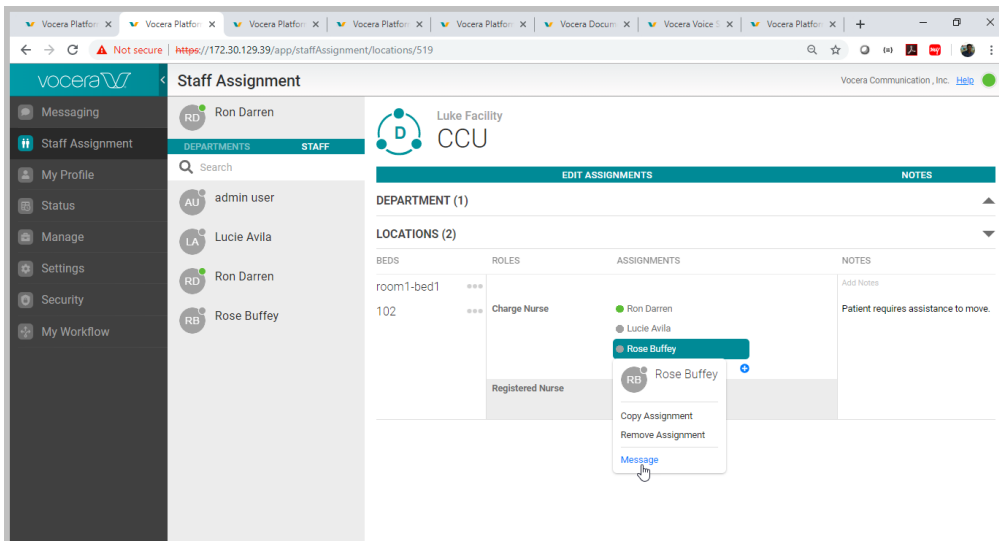 Vocera Platform Vocera Platform Vocera Platform Vocera Platform Vocera Platform Vocera Docum Vocera Voice S Vocera Platform
Not secure https://172.30.129.39/app/staffAssignment/locations/519
vocera
Staff Assignment
Vocera Communication , Inc. Help
Messaging
Staff Assignment
My Profile
Status
Manage
Settings
Security
My Workflow
RD Ron Darren
DEPARTMENTS STAFF
Search
AU admin user
LA Lucie Avila
RD Ron Darren
RB Rose Buffey
D
Luke Facility
CCU
EDIT ASSIGNMENTS NOTES
DEPARTMENT (1)
LOCATIONS (2)
BEDS ROLES ASSIGNMENTS NOTES
room1-bed1 Add Notes
102 Charge Nurse Ron Darren Patient requires assistance to move.
Lucie Avila
Rose Buffey
RB Rose Buffey
Registered Nurse
Copy Assignment
Remove Assignment
Message